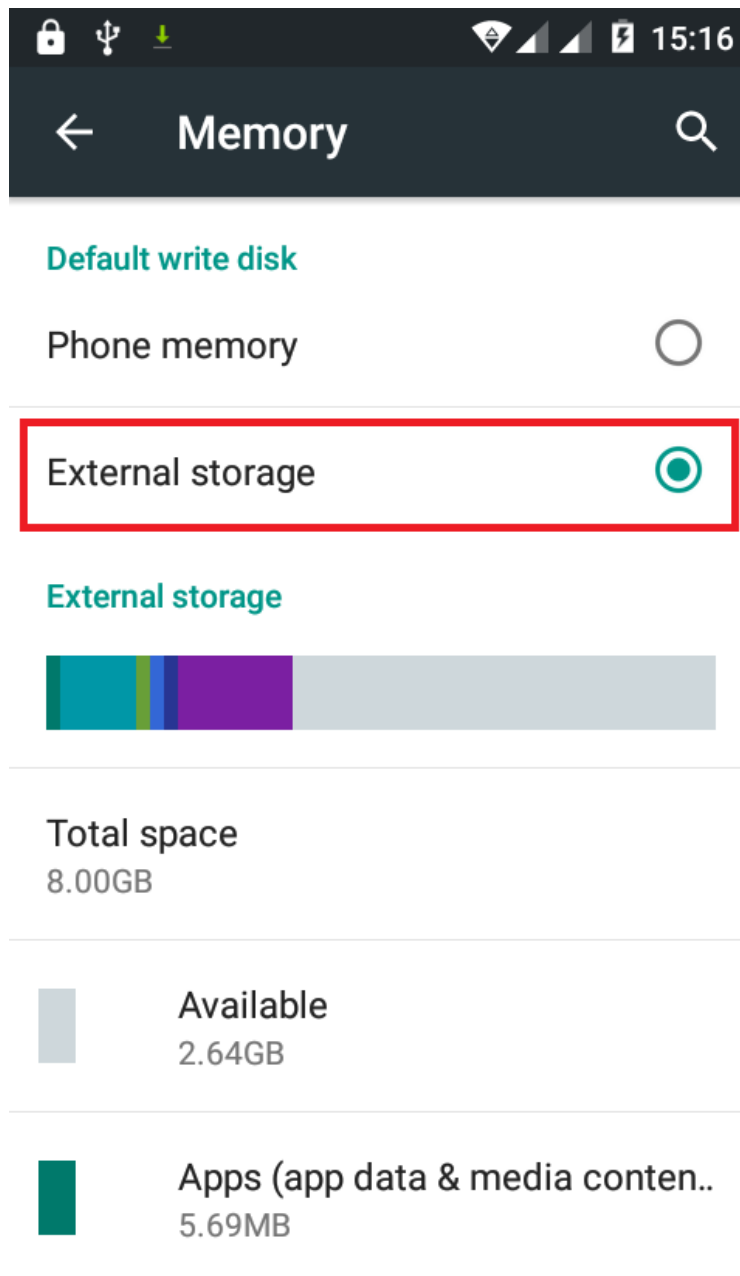 15:16
Memory
Default write disk
Phone memory
External storage
External storage
Total space
8.00GB
Available
2.64GB
Apps (app data & media conten..
5.69MB